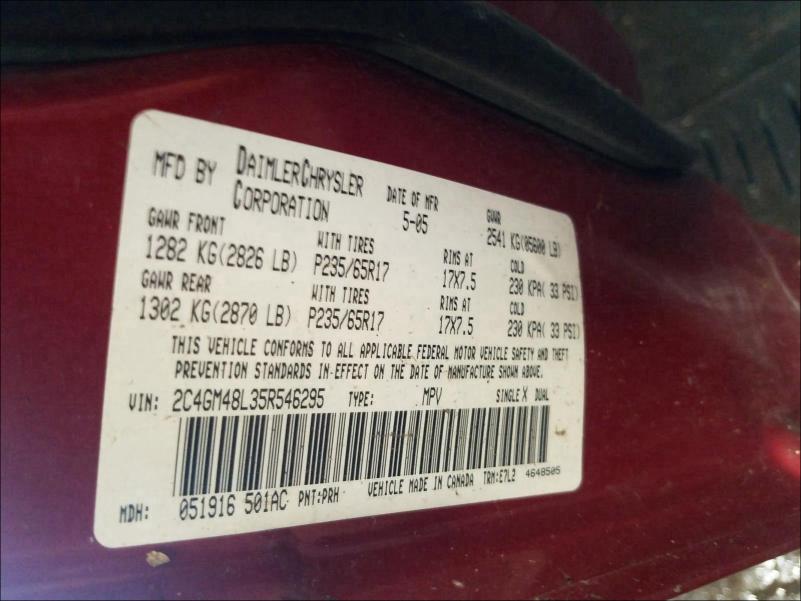 MFD BY DAIMLERCHRYSLER CORPORATION DATE OF MFR 5-05 GVWR 2541 KG(05600 LB)
GAWR FRONT WITH TIRES RIMS AT COLD
1282 KG(2826 LB) P235/65R17 17X7.5 230 KPA( 33 PSI)
GAWR REAR WITH TIRES RIMS AT COLD
1302 KG(2870 LB) P235/65R17 17X7.5 230 KPA( 33 PSI)
THIS VEHICLE CONFORMS TO ALL APPLICABLE FEDERAL MOTOR VEHICLE SAFETY AND THEFT
PREVENTION STANDARDS IN-EFFECT ON THE DATE OF-MANUFACTURE SHOWN ABOVE.
VIN: 2C4GM48L35R546295 TYPE: MPV SINGLE X DUAL
MDH: 051916 501AC PNT:PRH VEHICLE MADE IN CANADA TRM:E7L2 4648505